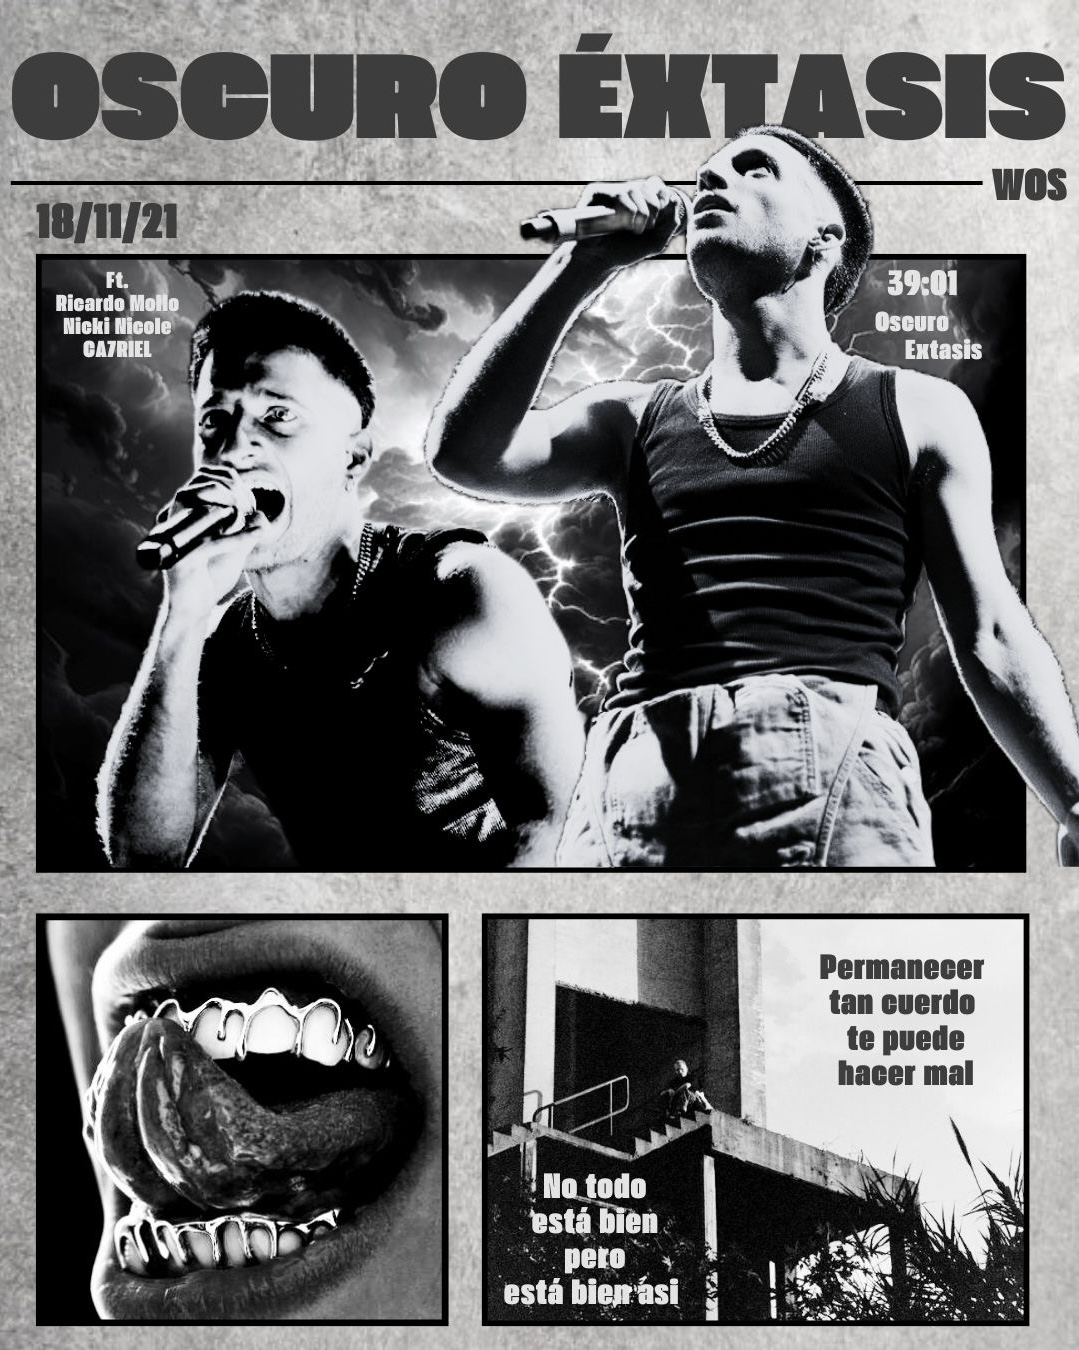 OSCURO ÉXTASIS
WOS
18/11/21
Ft.
Ricardo Mollo
Nicki Nicole
CA7RIEL
39:01
Oscuro
Extasis
Permanecer
tan cuerdo
te puede
hacer mal
No todo
está bien
pero
está bien asi